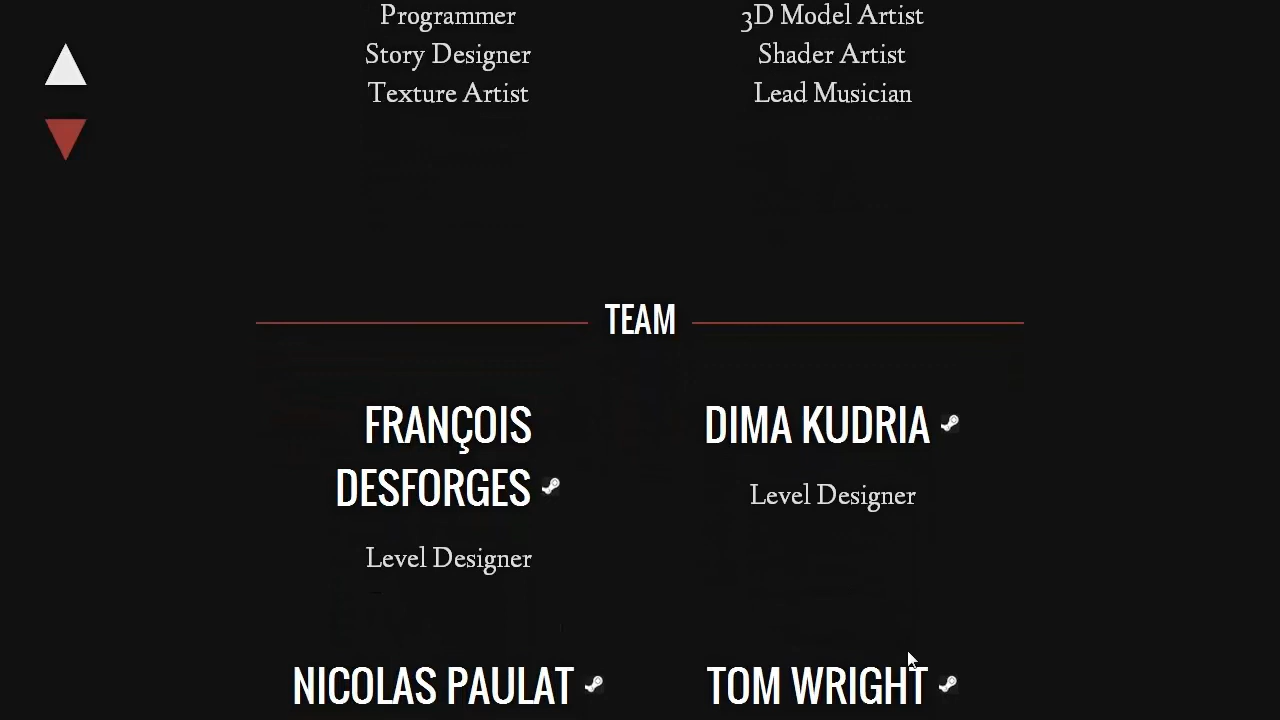 Programmer
Story Designer
Texture Artist
3D Model Artist
Shader Artist
Lead Musician
TEAM
FRANÇOIS
DESFORGES
Level Designer
DIMA KUDRIA
Level Designer
NICOLAS PAULAT
TOM WRIGHT